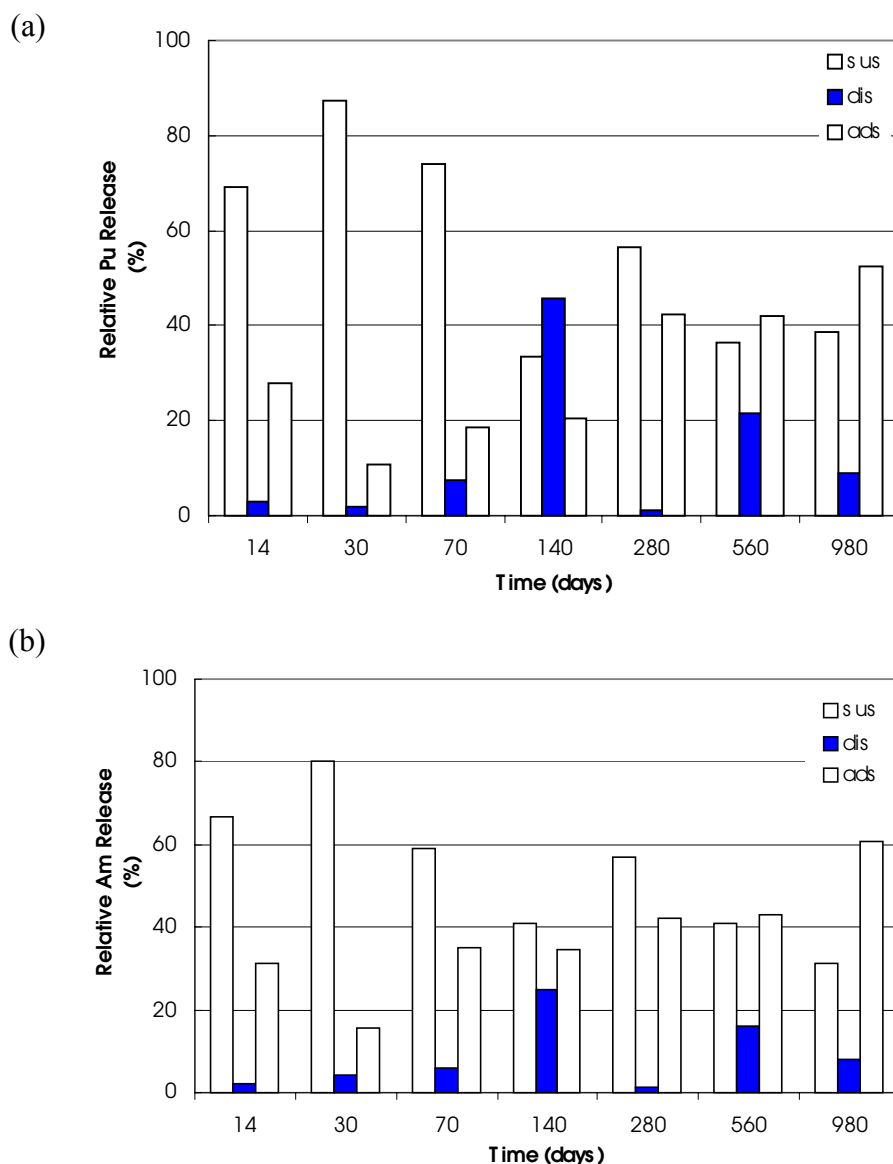 (a)
100
80
60
40
20
0
Relative Pu Release
(%)
sus
dis
ads
14 30 70 140 280 560 980
Time (days)
(b)
100
80
60
40
20
0
Relative Am Release
(%)
sus
dis
ads
14 30 70 140 280 560 980
Time (days)